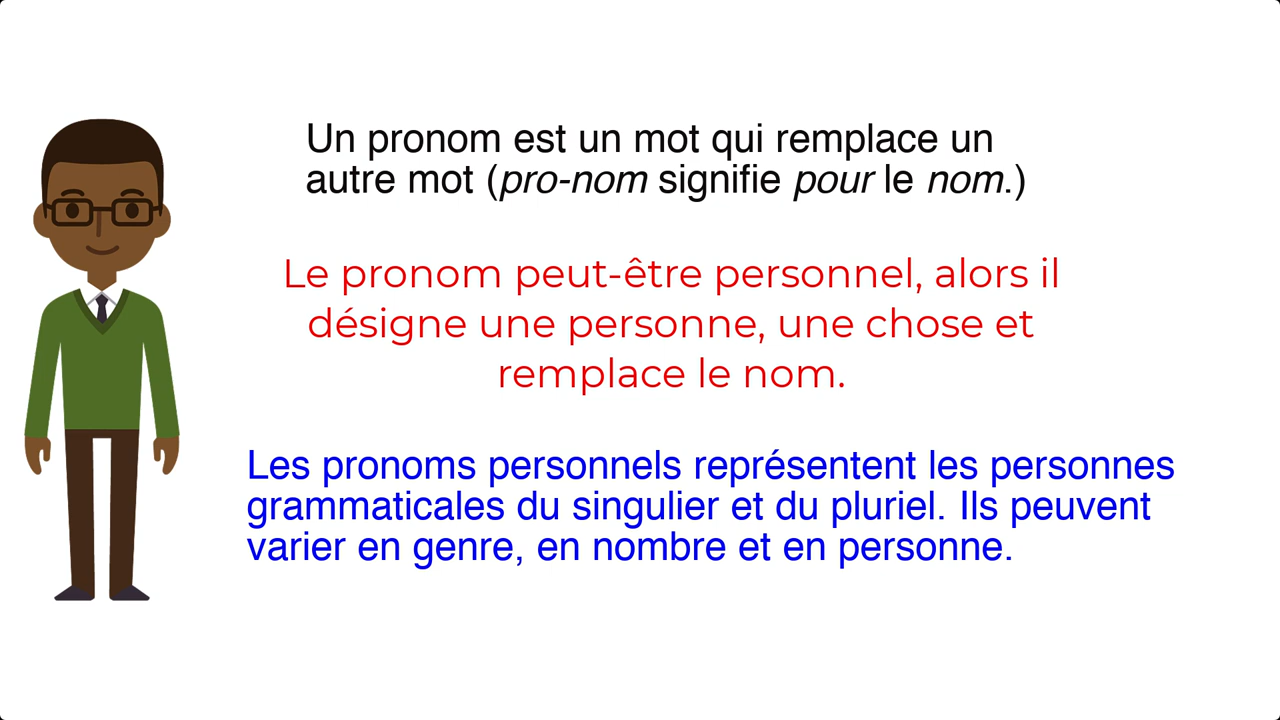 Un pronom est un mot qui remplace un
autre mot (pro-nom signifie pour le nom.)
Le pronom peut-être personnel, alors il
désigne une personne, une chose et
remplace le nom.
Les pronoms personnels représentent les personnes
grammaticales du singulier et du pluriel. Ils peuvent
varier en genre, en nombre et en personne.